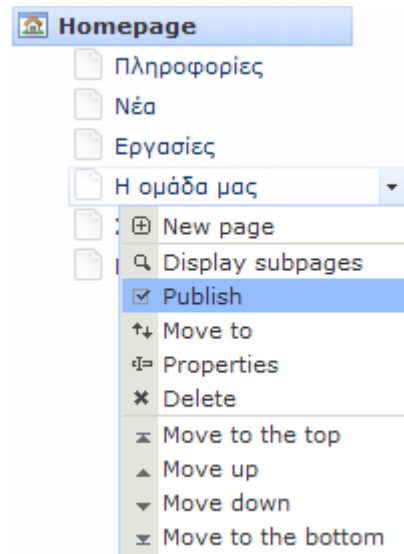 Homepage
Πληροφορίες
Νέα
Εργασίες
Η ομάδα μας
New page
Display subpages
Publish
Move to
Properties
Delete
Move to the top
Move up
Move down
Move to the bottom